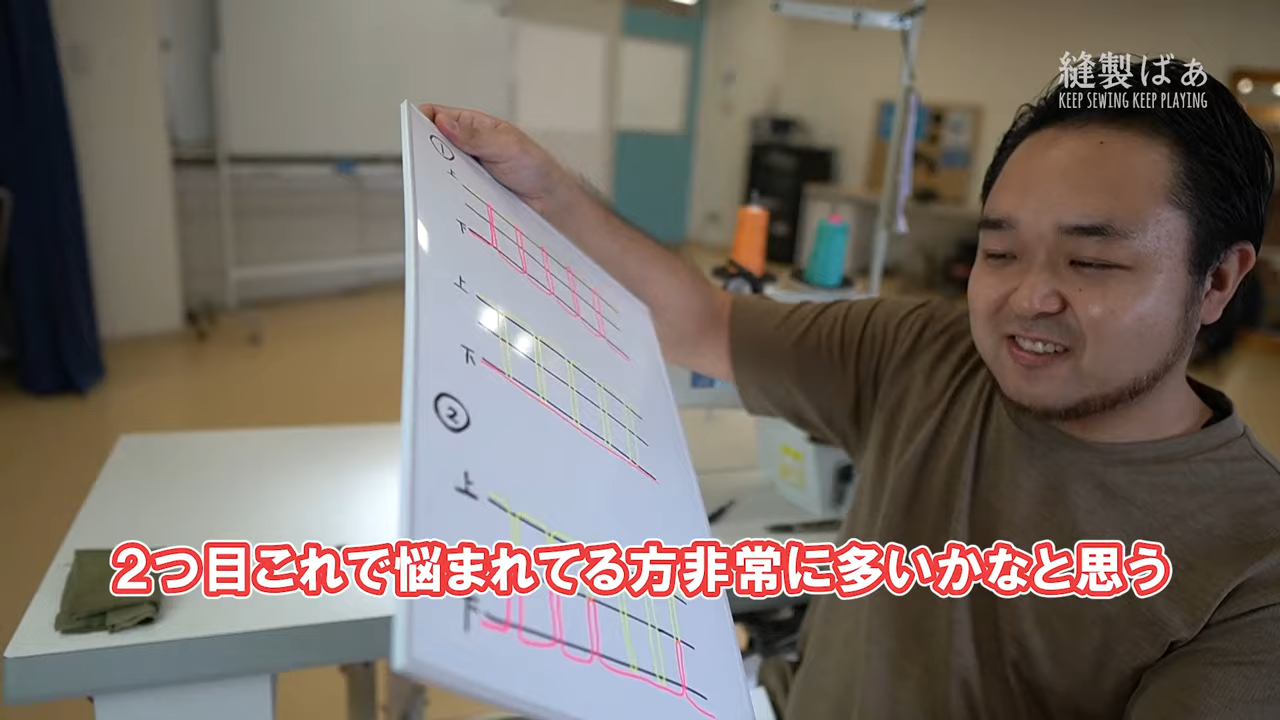 縫製ばぁ
KEEP SEWING KEEP PLAYING
①
上
下
上
下
②
上
下
2つ目これで悩まれてる方非常に多いかなと思う